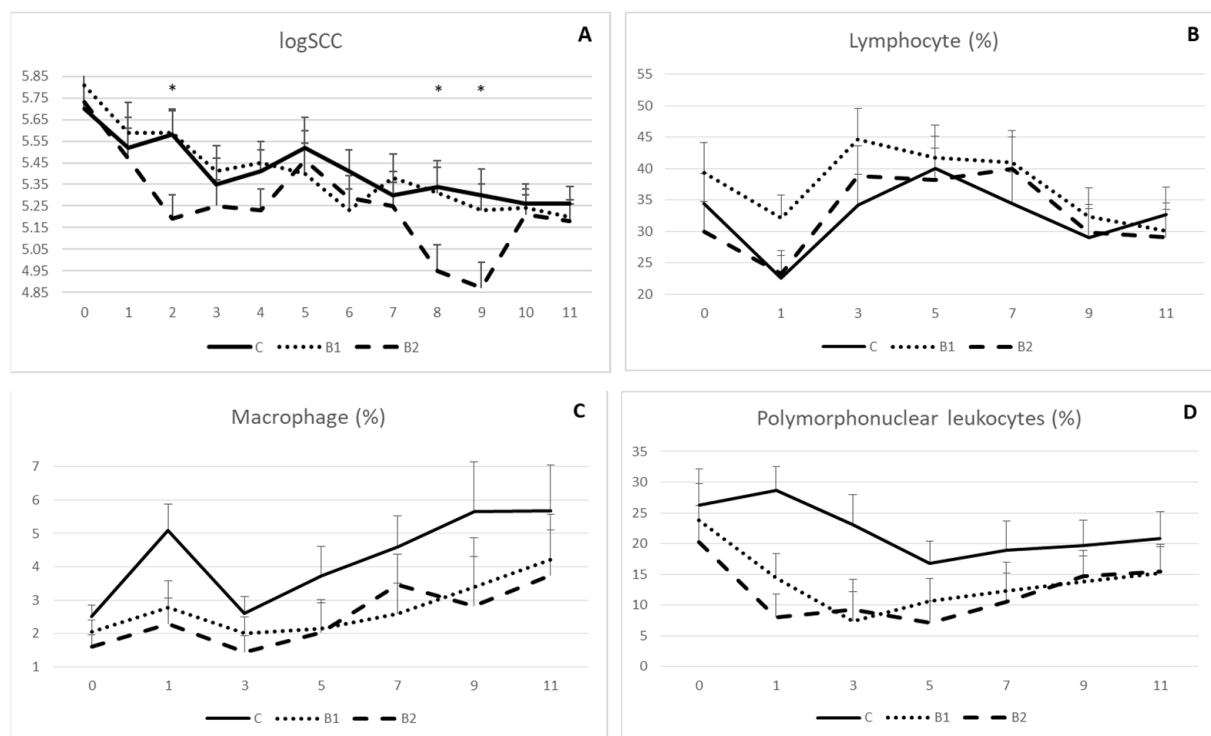 logSCC A
5.85
5.75
5.65
5.55
5.45
5.35
5.25
5.15
5.05
4.95
4.85
* * *
0 1 2 3 4 5 6 7 8 9 10 11
C B1 B2
Lymphocyte (%) B
55
50
45
40
35
30
25
20
0 1 3 5 7 9 11
C B1 B2
Macrophage (%) C
7
6
5
4
3
2
1
0 1 3 5 7 9 11
C B1 B2
Polymorphonuclear leukocytes (%) D
35
30
25
20
15
10
5
0
0 1 3 5 7 9 11
C B1 B2